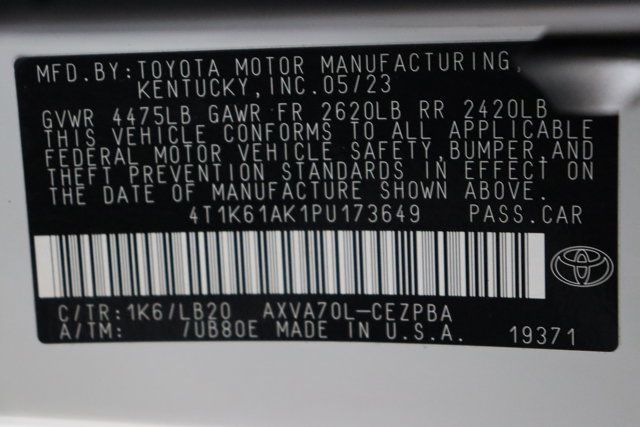 MFD.BY:TOYOTA MOTOR MANUFACTURING,
KENTUCKY,INC.05/23
GVWR 4475LB GAWR FR 2620LB RR 2420LB
THIS VEHICLE CONFORMS TO ALL APPLICABLE
FEDERAL MOTOR VEHICLE SAFETY,BUMPER,AND
THEFT PREVENTION STANDARDS IN EFFECT ON
THE DATE OF MANUFACTURE SHOWN ABOVE.
4T1K61AK1PU173649 PASS.CAR
C/TR:1K6/LB20 AXVA70L-CEZPBA
A/TM: /UB80E MADE IN U.S.A. 19371